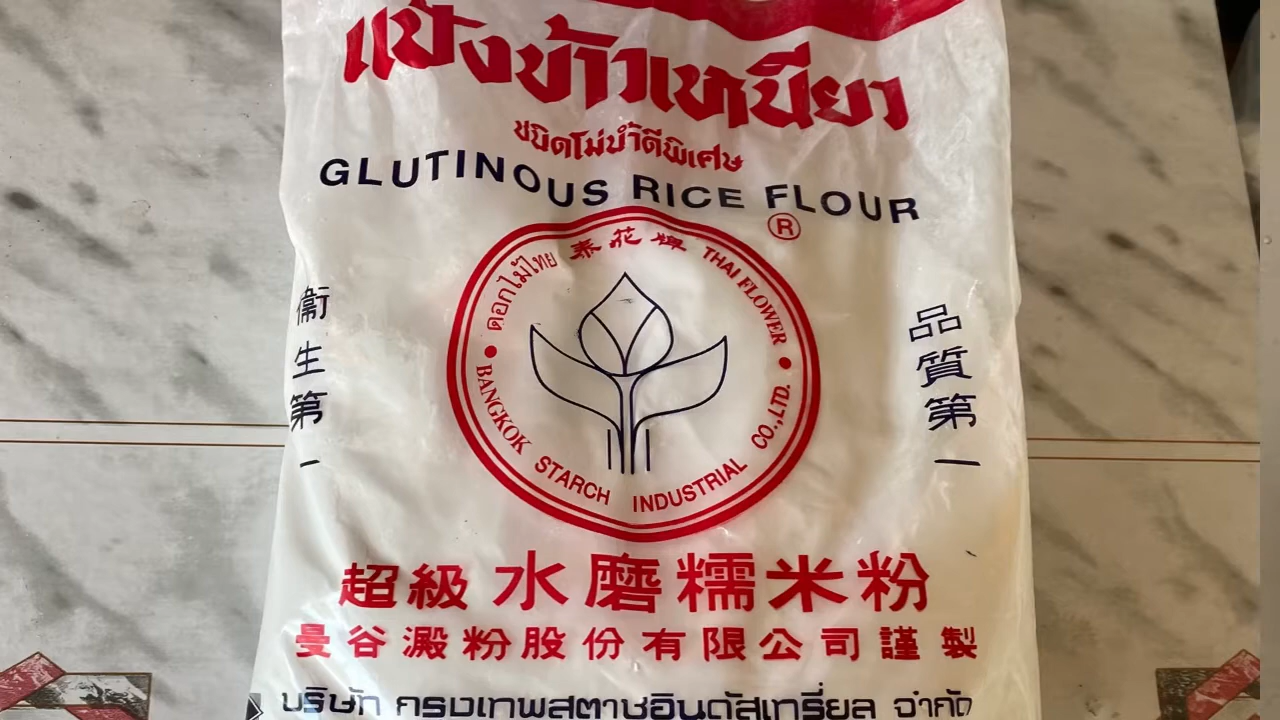 แป้งข้าวเหนียว
ชนิดโม่น้ำดีพิเศษ
GLUTINOUS RICE FLOUR
®
ดอกไม้ไทย 泰花牌 THAI FLOWER
BANGKOK STARCH INDUSTRIAL CO.,LTD.
衞生第一
品質第一
超級水磨糯米粉
曼谷澱粉股份有限公司謹製
บริษัท กรุงเทพสตาชอินดัสเทรี่ยล จำกัด